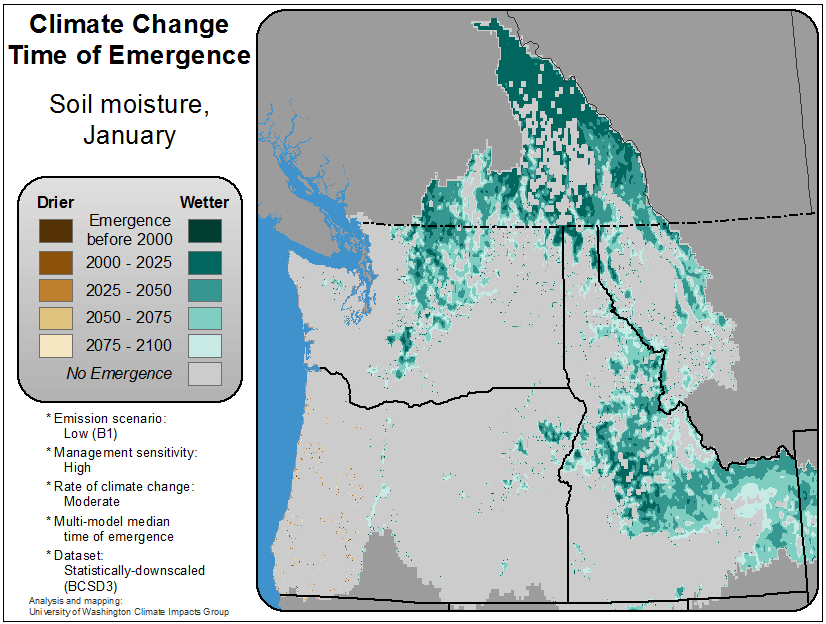 Climate Change
Time of Emergence
Soil moisture,
January
Drier
Wetter
Emergence
before 2000
2000 - 2025
2025 - 2050
2050 - 2075
2075 - 2100
No Emergence
* Emission scenario:
Low (B1)
* Management sensitivity:
High
* Rate of climate change:
Moderate
* Multi-model median
time of emergence
* Dataset:
Statistically-downscaled
(BCSD3)
Analysis and mapping:
University of Washington Climate Impacts Group